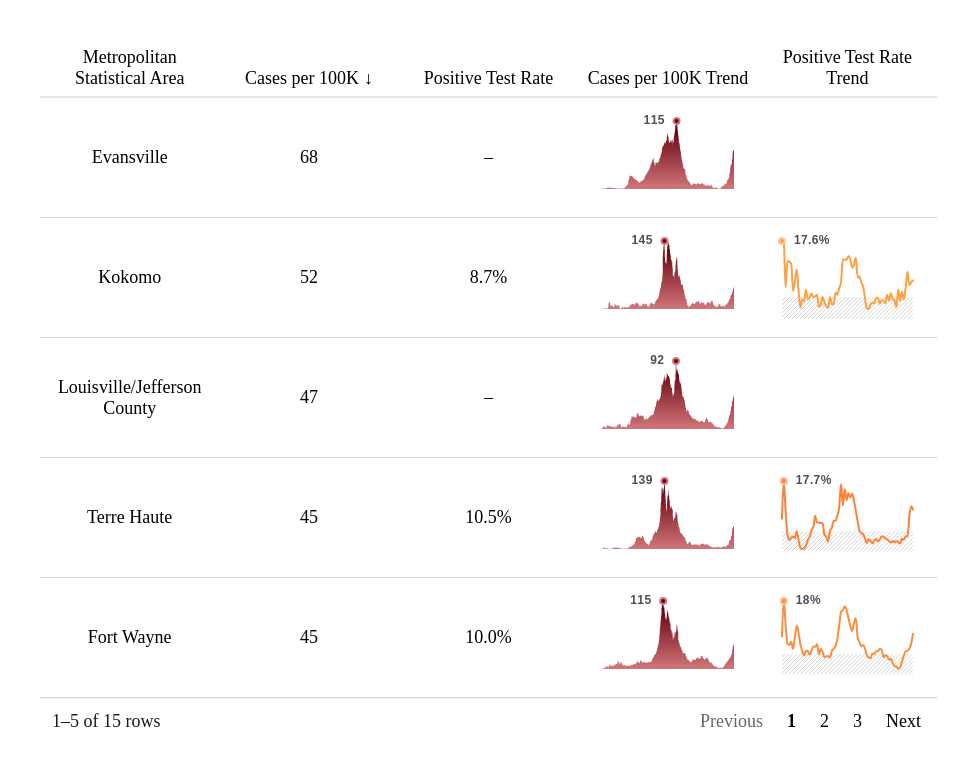 Metropolitan
Statistical Area
Cases per 100K ↓
Positive Test Rate
Cases per 100K Trend
Positive Test Rate
Trend
Evansville
68
–
115
Kokomo
52
8.7%
145
17.6%
Louisville/Jefferson
County
47
–
92
Terre Haute
45
10.5%
139
17.7%
Fort Wayne
45
10.0%
115
18%
1–5 of 15 rows
Previous 1 2 3 Next